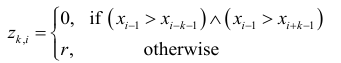 z_{k,i} = { 0, if (x_{i-1} > x_{i-k-1}) ∧ (x_{i-1} > x_{i+k-1})
r, otherwise